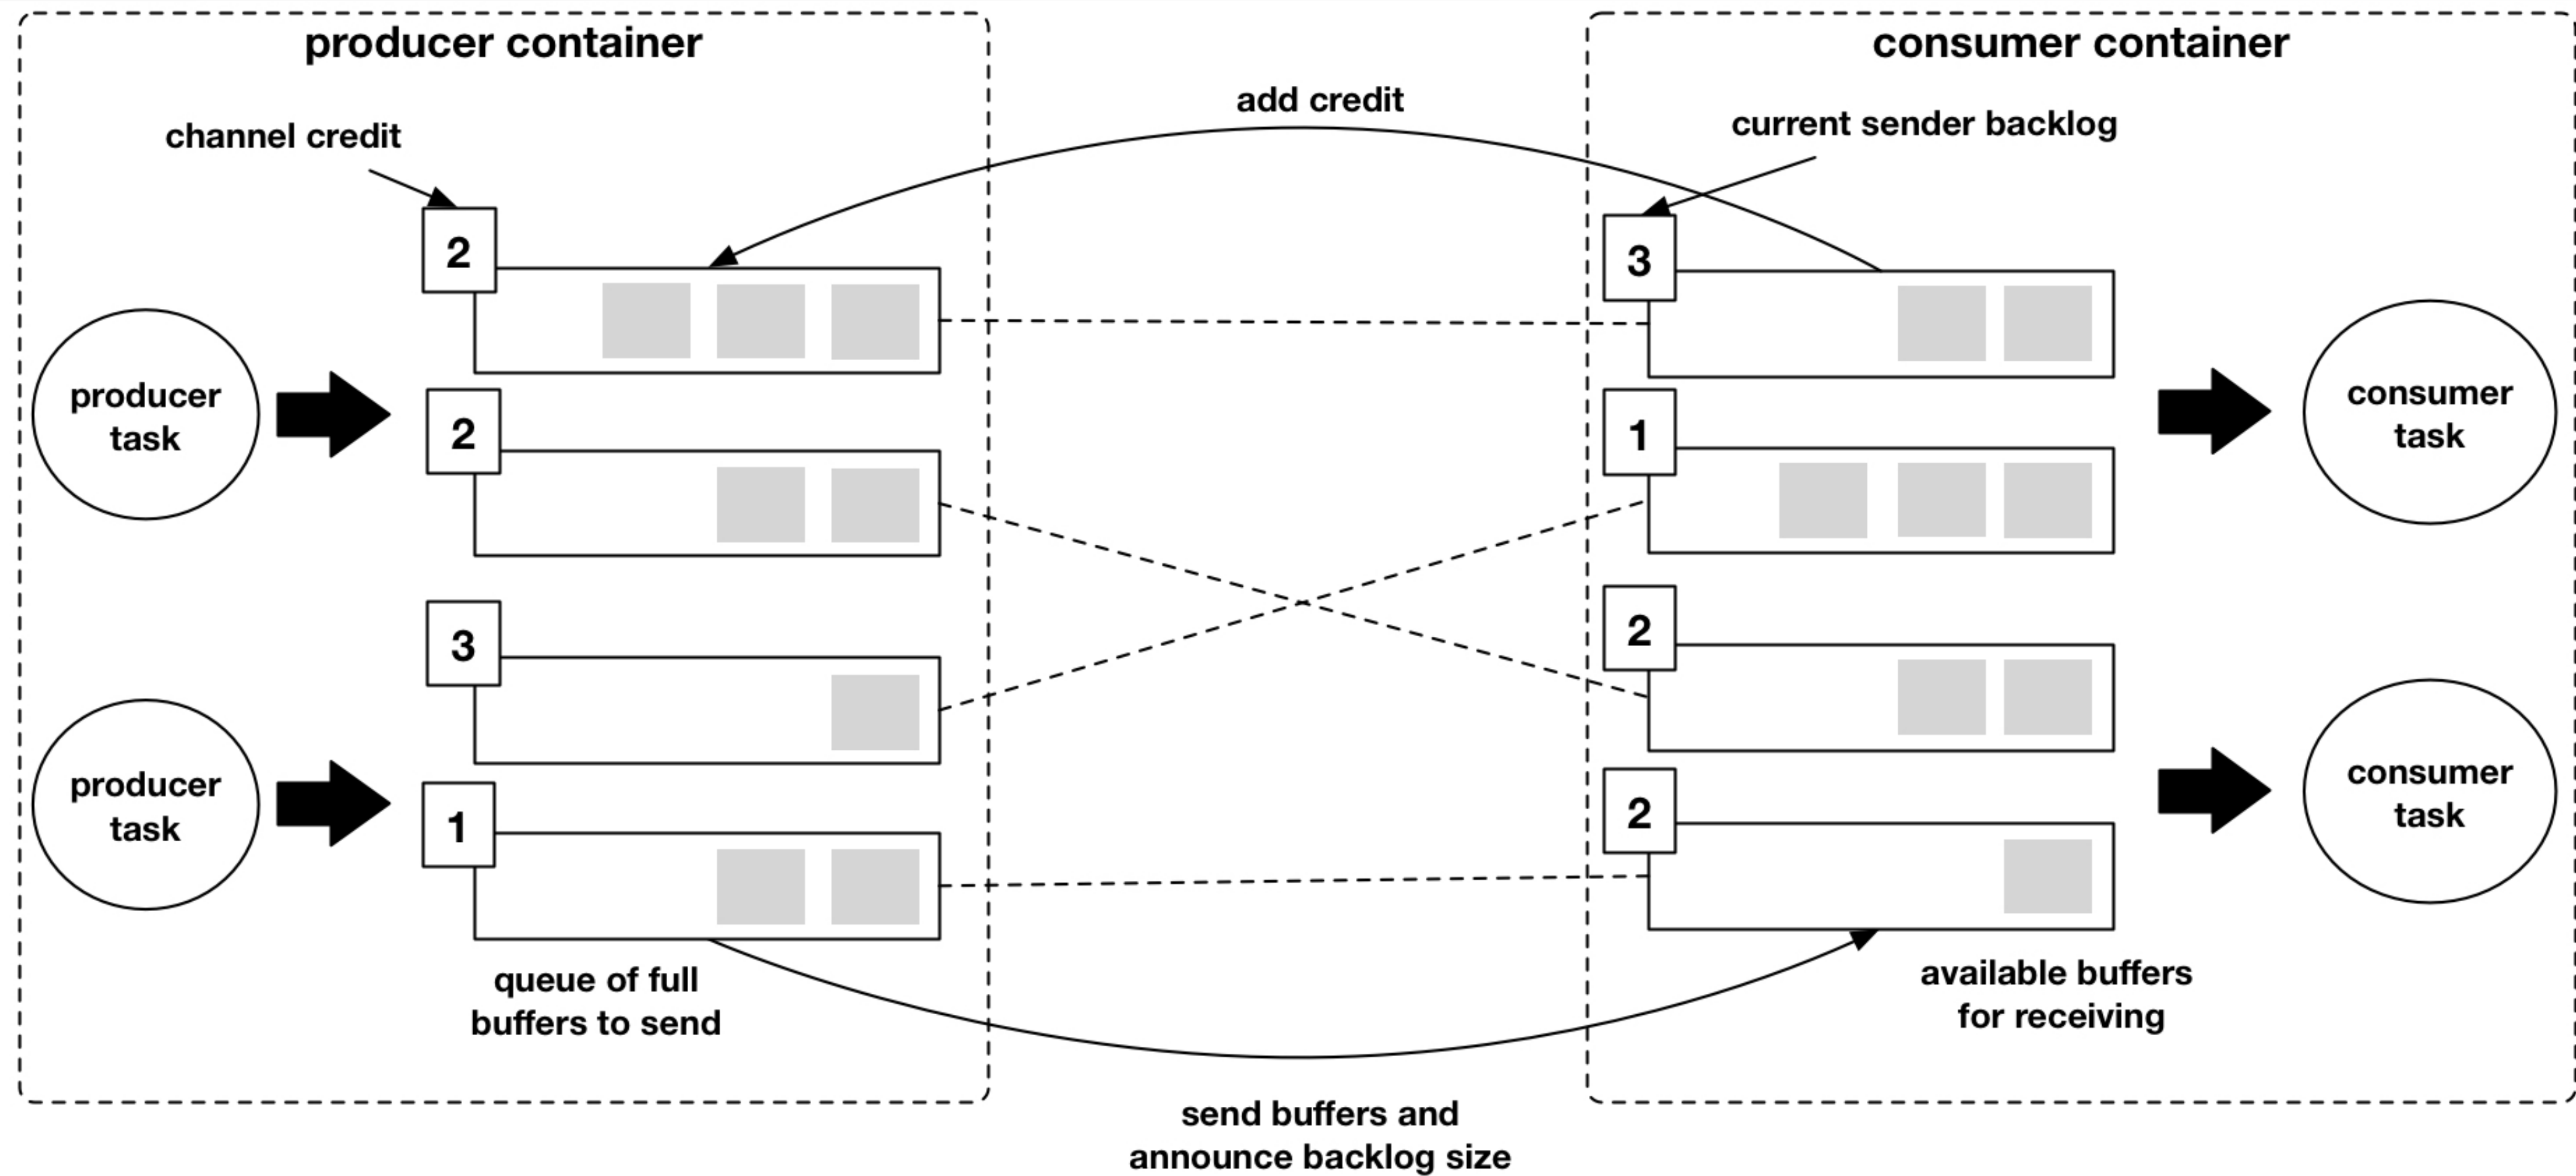 producer container
consumer container
add credit
channel credit
current sender backlog
2
3
producer
task
2
1
consumer
task
3
2
producer
task
1
2
consumer
task
queue of full
buffers to send
available buffers
for receiving
send buffers and
announce backlog size